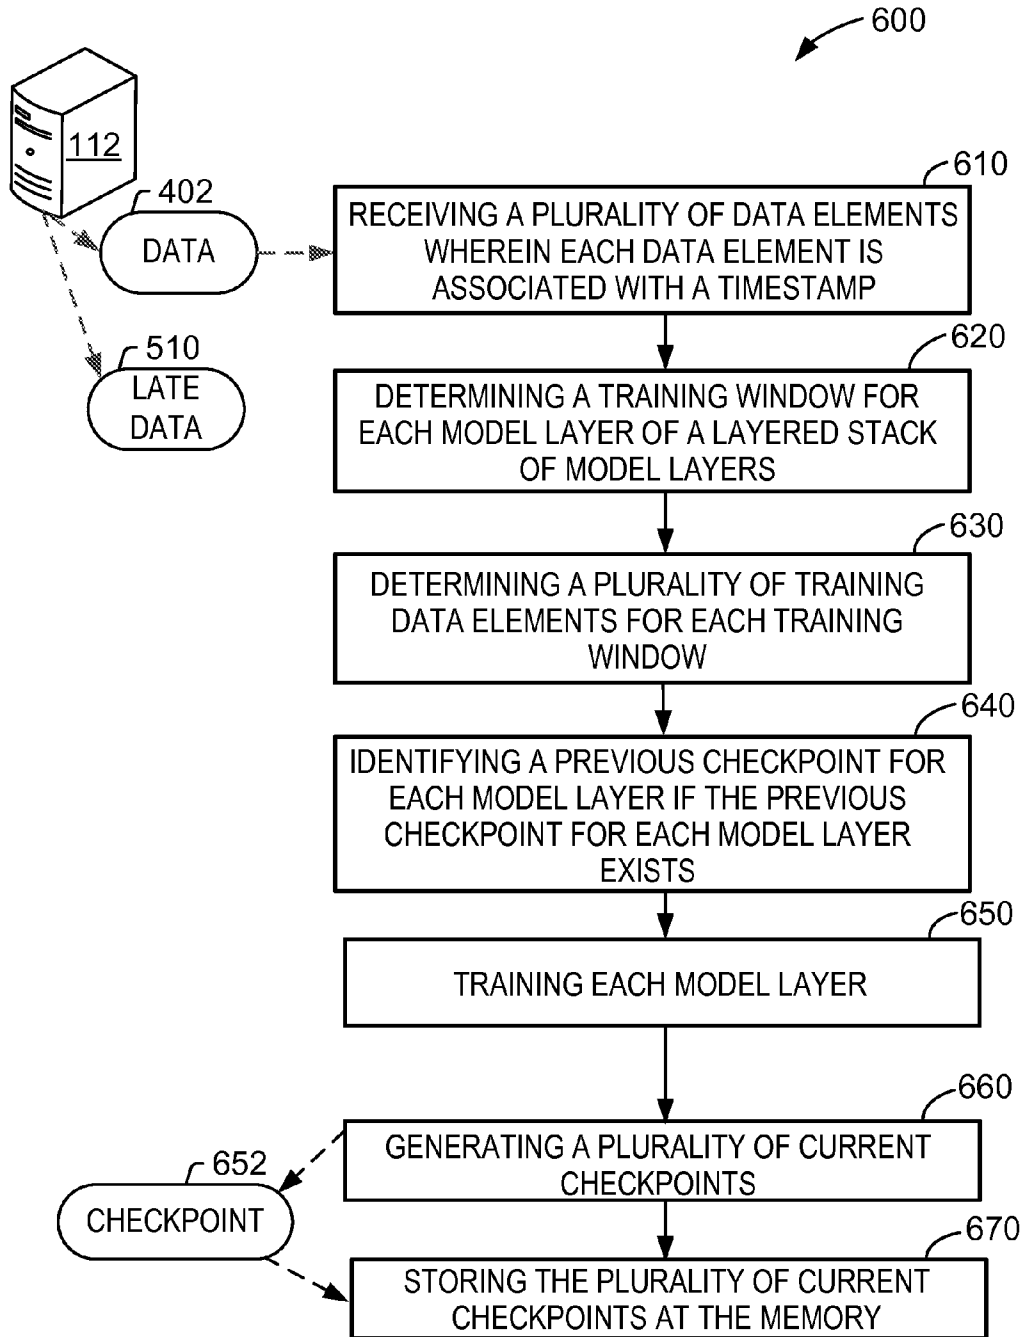 600
112
402
DATA
510
LATE
DATA
610
RECEIVING A PLURALITY OF DATA ELEMENTS
WHEREIN EACH DATA ELEMENT IS
ASSOCIATED WITH A TIMESTAMP
620
DETERMINING A TRAINING WINDOW FOR
EACH MODEL LAYER OF A LAYERED STACK
OF MODEL LAYERS
630
DETERMINING A PLURALITY OF TRAINING
DATA ELEMENTS FOR EACH TRAINING
WINDOW
640
IDENTIFYING A PREVIOUS CHECKPOINT FOR
EACH MODEL LAYER IF THE PREVIOUS
CHECKPOINT FOR EACH MODEL LAYER
EXISTS
650
TRAINING EACH MODEL LAYER
660
GENERATING A PLURALITY OF CURRENT
CHECKPOINTS
652
CHECKPOINT
670
STORING THE PLURALITY OF CURRENT
CHECKPOINTS AT THE MEMORY